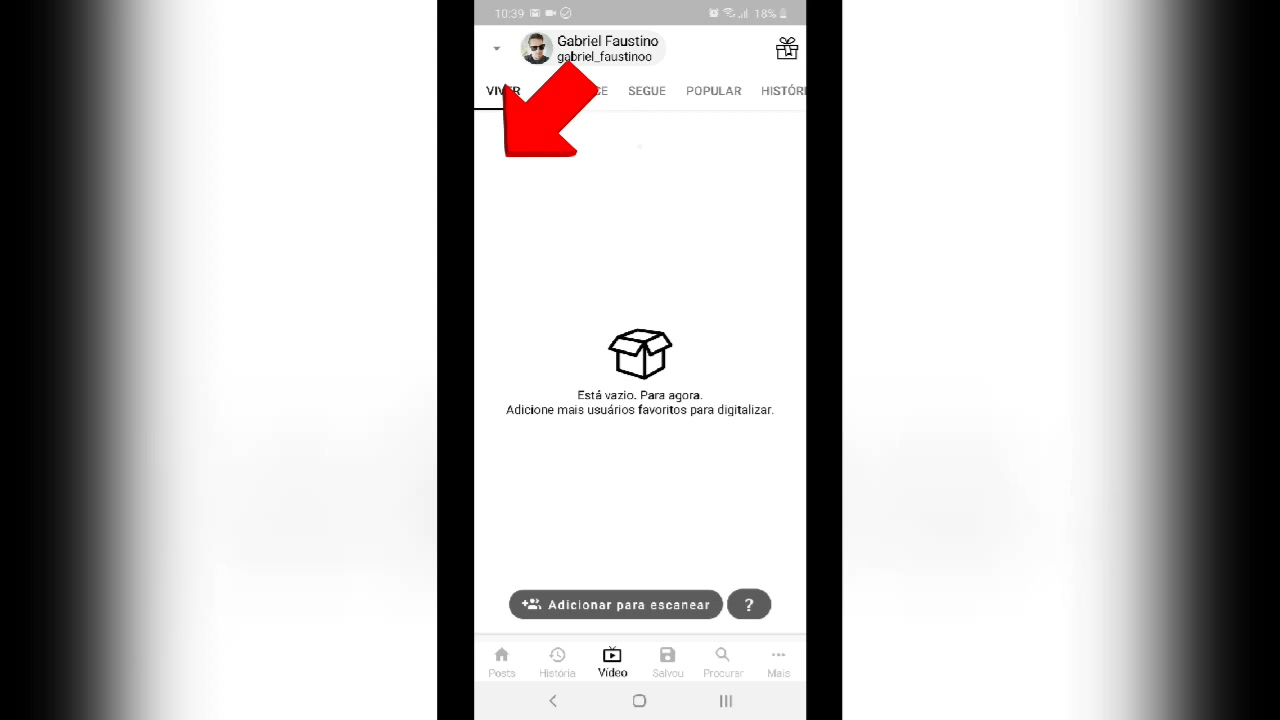 10:39
18%
Gabriel Faustino
gabriel_faustinoo
VIVER
SEGUE
POPULAR
Está vazio. Para agora.
Adicione mais usuários favoritos para digitalizar.
Adicionar para escanear
?
Posts
História
Vídeo
Salvou
Procurar
Mais